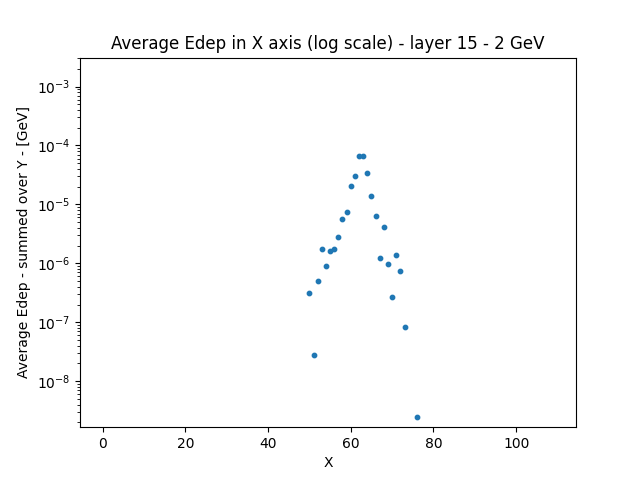 Average Edep in X axis (log scale) - layer 15 - 2 GeV
Average Edep - summed over Y - [GeV]
10⁻³
10⁻⁴
10⁻⁵
10⁻⁶
10⁻⁷
10⁻⁸
0 20 40 60 80 100
X